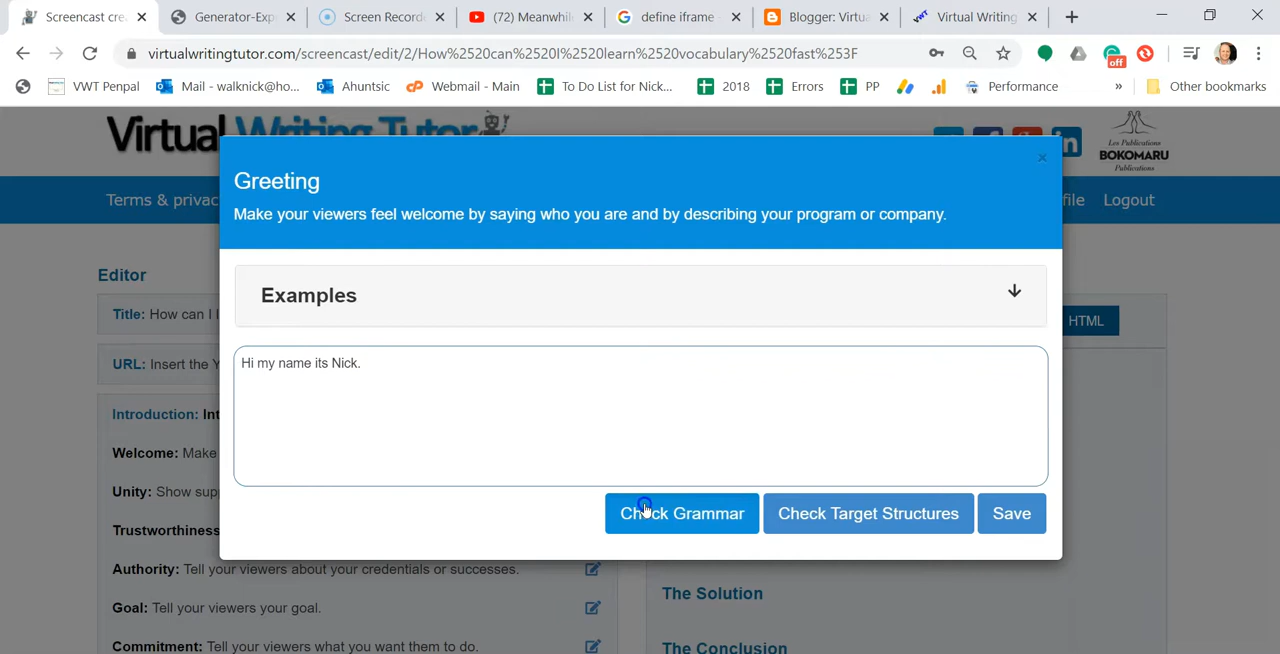 Screencast cre
Generator-Exp
Screen Record
(72) Meanwhil
define iframe
Blogger: Virtua
Virtual Writing
virtualwritingtutor.com/screencast/edit/2/How%2520can%2520I%2520learn%2520vocabulary%2520fast%253F
off
VWT Penpal
Mail - walknick@ho...
Ahuntsic
Webmail - Main
To Do List for Nick...
2018
Errors
PP
Performance
»
Other bookmarks
Virtual Writing Tutor
in
Les Publications
BOKOMARU
Publications
Terms & privac
file
Logout
Greeting
Make your viewers feel welcome by saying who you are and by describing your program or company.
Examples
Hi my name its Nick.
Check Grammar
Check Target Structures
Save
Editor
Title: How can I l
URL: Insert the Y
HTML
Introduction: Int
Welcome: Make
Unity: Show sup
Trustworthiness
Authority: Tell your viewers about your credentials or successes.
Goal: Tell your viewers your goal.
Commitment: Tell your viewers what you want them to do.
The Solution
The Conclusion